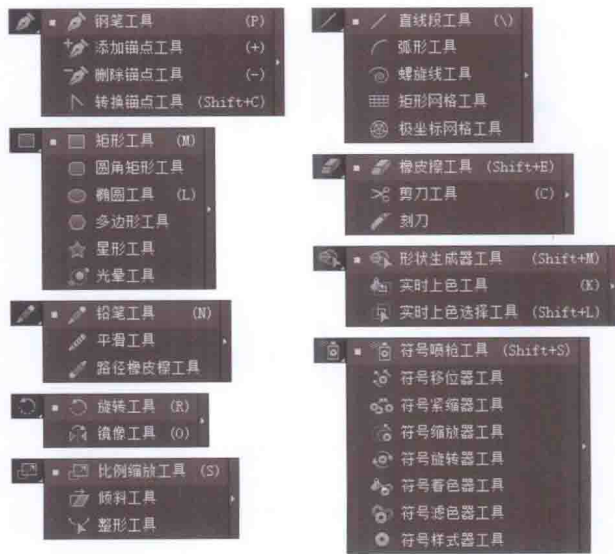 钢笔工具 (P)
添加锚点工具 (+)
删除锚点工具 (-)
转换锚点工具 (Shift+C)
矩形工具 (M)
圆角矩形工具
椭圆工具 (L)
多边形工具
星形工具
光晕工具
铅笔工具 (N)
平滑工具
路径橡皮擦工具
旋转工具 (R)
镜像工具 (O)
比例缩放工具 (S)
倾斜工具
整形工具
直线段工具 (\)
弧形工具
螺旋线工具
矩形网格工具
极坐标网格工具
橡皮擦工具 (Shift+E)
剪刀工具 (C)
刻刀
形状生成器工具 (Shift+M)
实时上色工具 (K)
实时上色选择工具 (Shift+L)
符号喷枪工具 (Shift+S)
符号移位器工具
符号紧缩器工具
符号缩放器工具
符号旋转器工具
符号着色器工具
符号滤色器工具
符号样式器工具